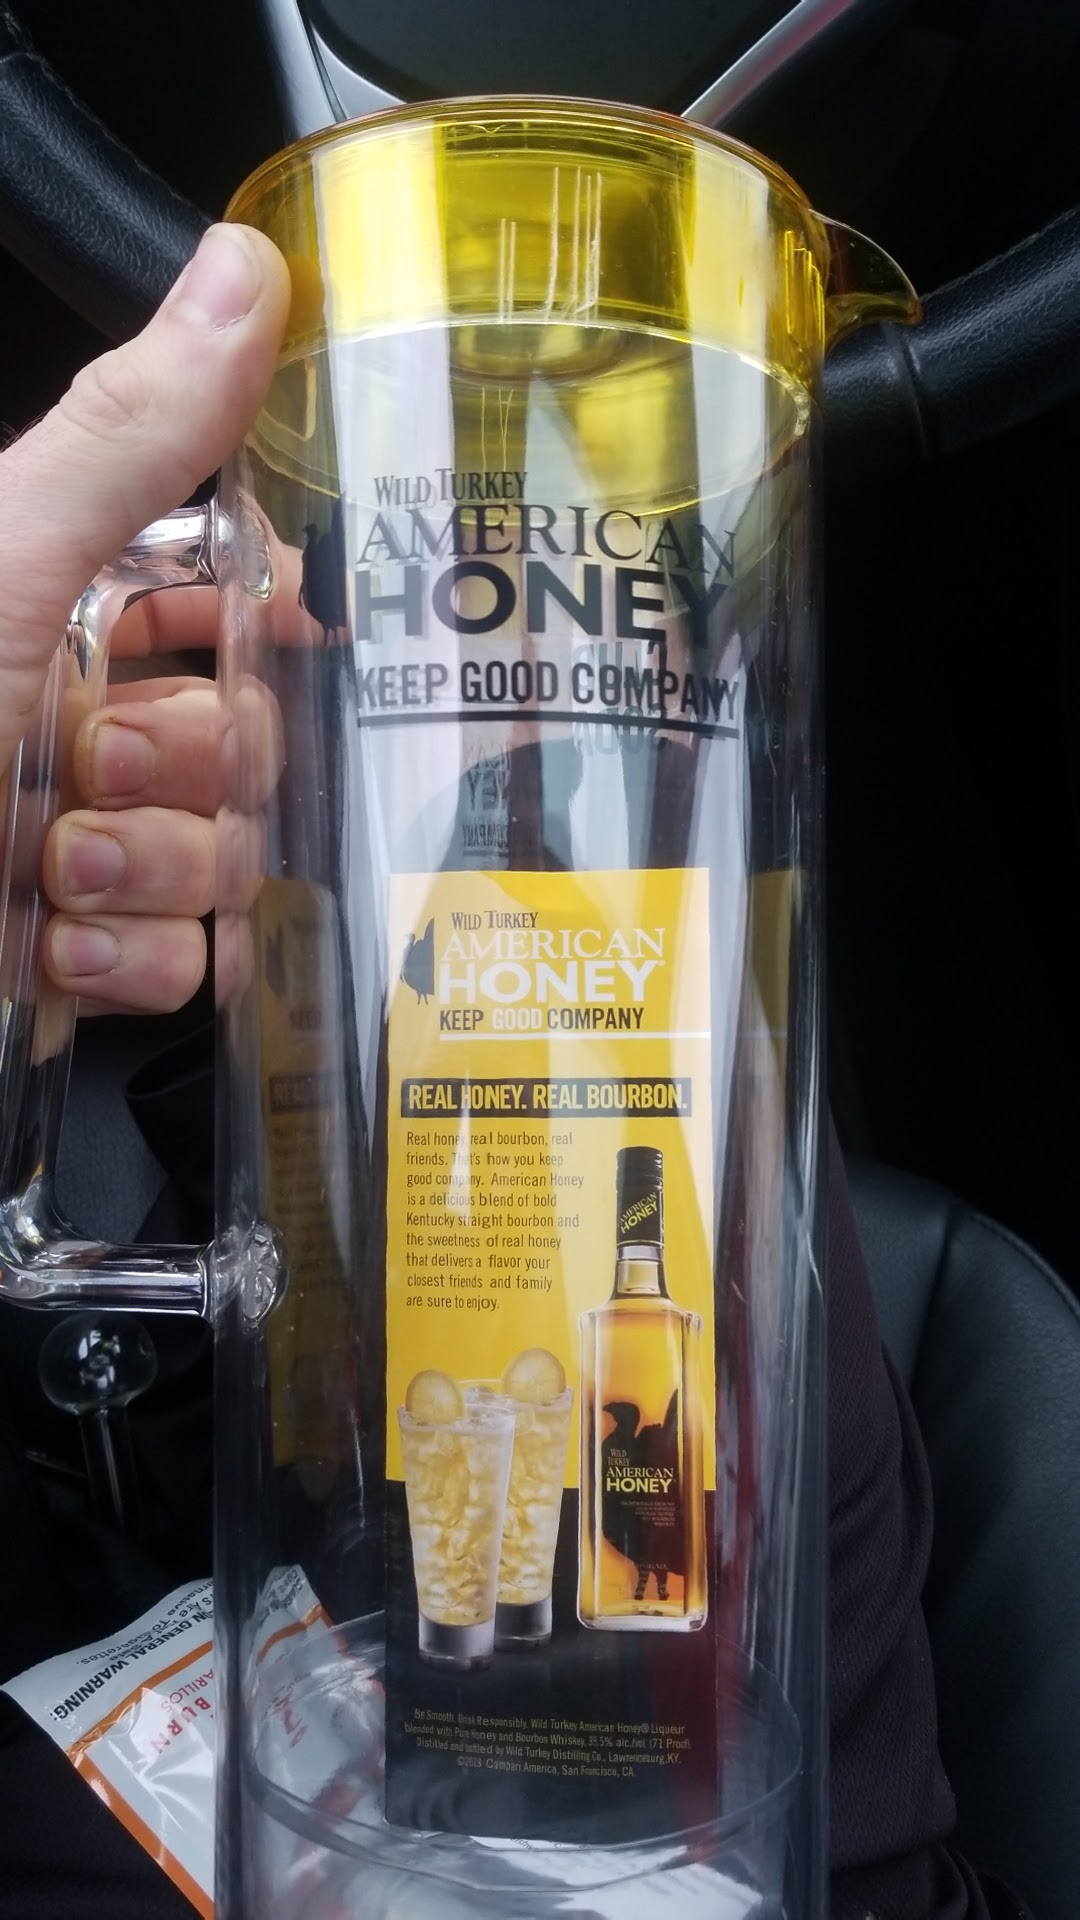 WILD TURKEY
AMERICAN
HONEY
KEEP GOOD COMPANY
WILD TURKEY
AMERICAN
HONEY®
KEEP GOOD COMPANY
REAL HONEY. REAL BOURBON.
Real honey, real bourbon, real
friends. That's how you keep
good company. American Honey
is a delicious blend of bold
Kentucky straight bourbon and
the sweetness of real honey
that delivers a flavor your
closest friends and family
are sure to enjoy.
AMERICAN
HONEY
WILD
TURKEY
AMERICAN
HONEY
Be Smooth. Drink Responsibly. Wild Turkey American Honey® Liqueur
blended with Pure Honey and Bourbon Whiskey. 35.5% alc./vol. (71 Proof).
Distilled and bottled by Wild Turkey Distilling Co., Lawrenceburg, KY.
©2013 Campari America, San Francisco, CA.
GENERAL WARNING:
Cigarettes.
BURN
ARILLOS